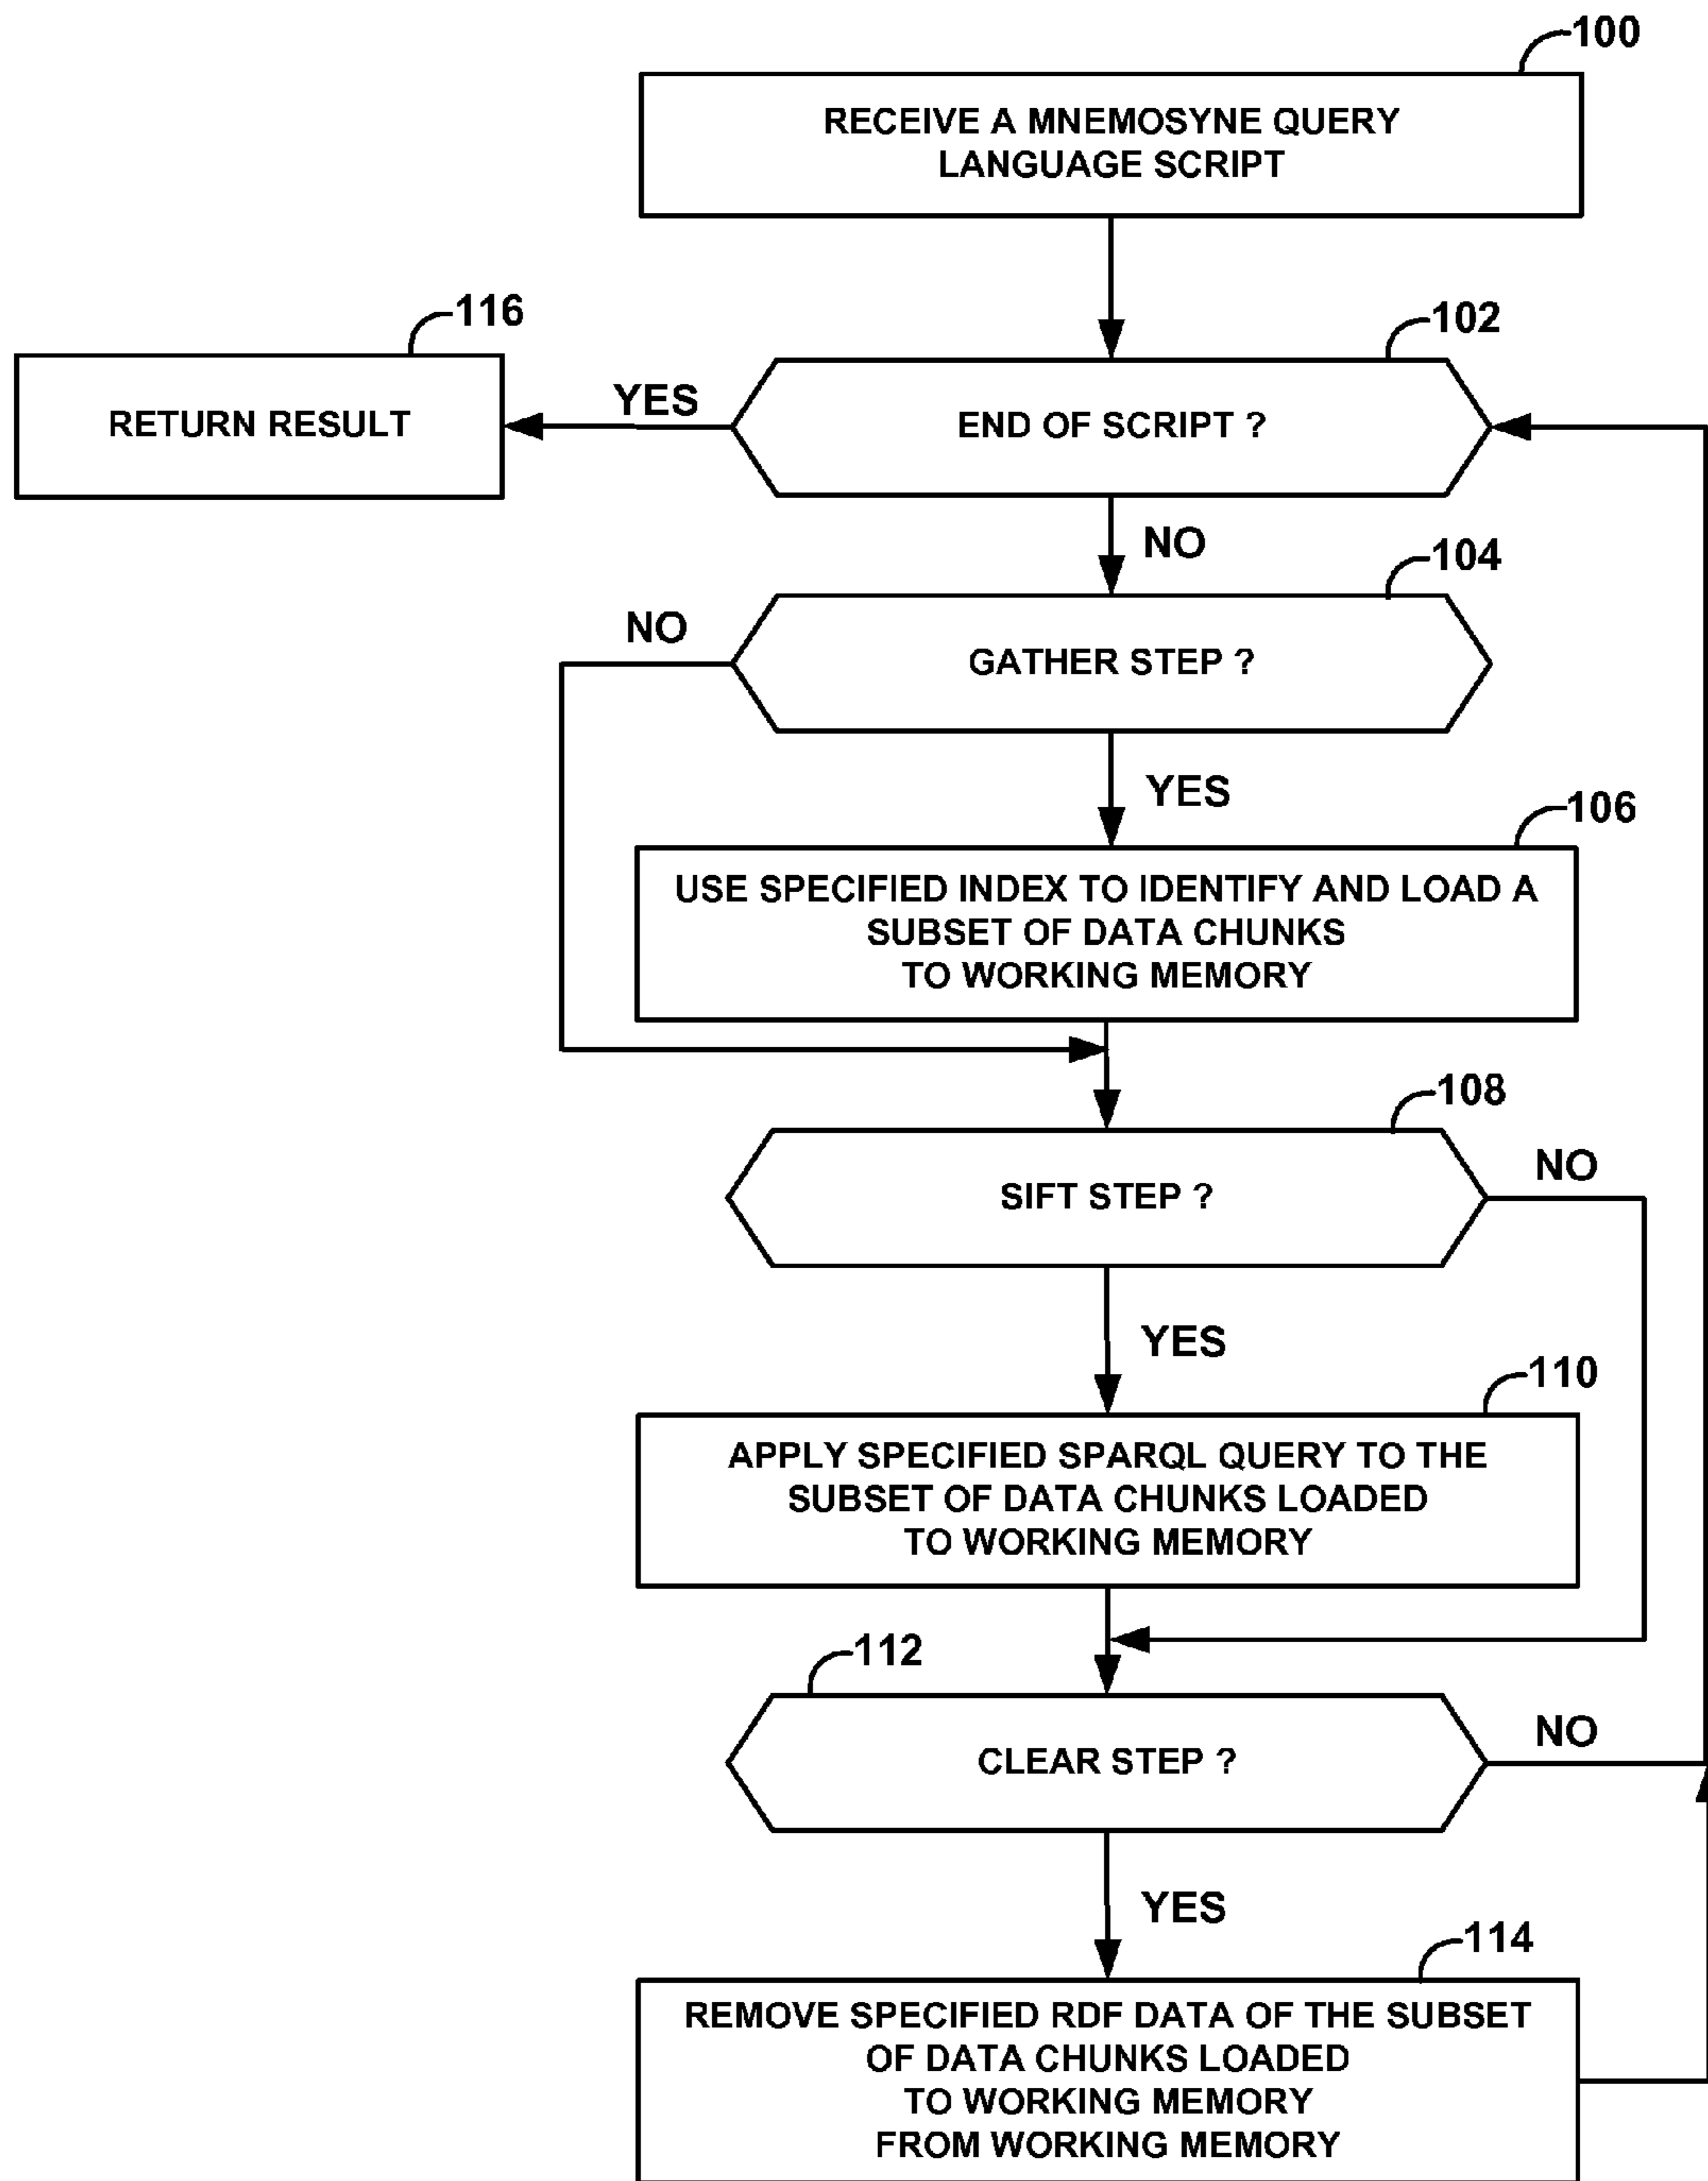 100
RECEIVE A MNEMOSYNE QUERY
LANGUAGE SCRIPT
116
102
RETURN RESULT
YES
END OF SCRIPT ?
NO
104
NO
GATHER STEP ?
YES
106
USE SPECIFIED INDEX TO IDENTIFY AND LOAD A
SUBSET OF DATA CHUNKS
TO WORKING MEMORY
108
NO
SIFT STEP ?
YES
110
APPLY SPECIFIED SPARQL QUERY TO THE
SUBSET OF DATA CHUNKS LOADED
TO WORKING MEMORY
112
NO
CLEAR STEP ?
YES
114
REMOVE SPECIFIED RDF DATA OF THE SUBSET
OF DATA CHUNKS LOADED
TO WORKING MEMORY
FROM WORKING MEMORY